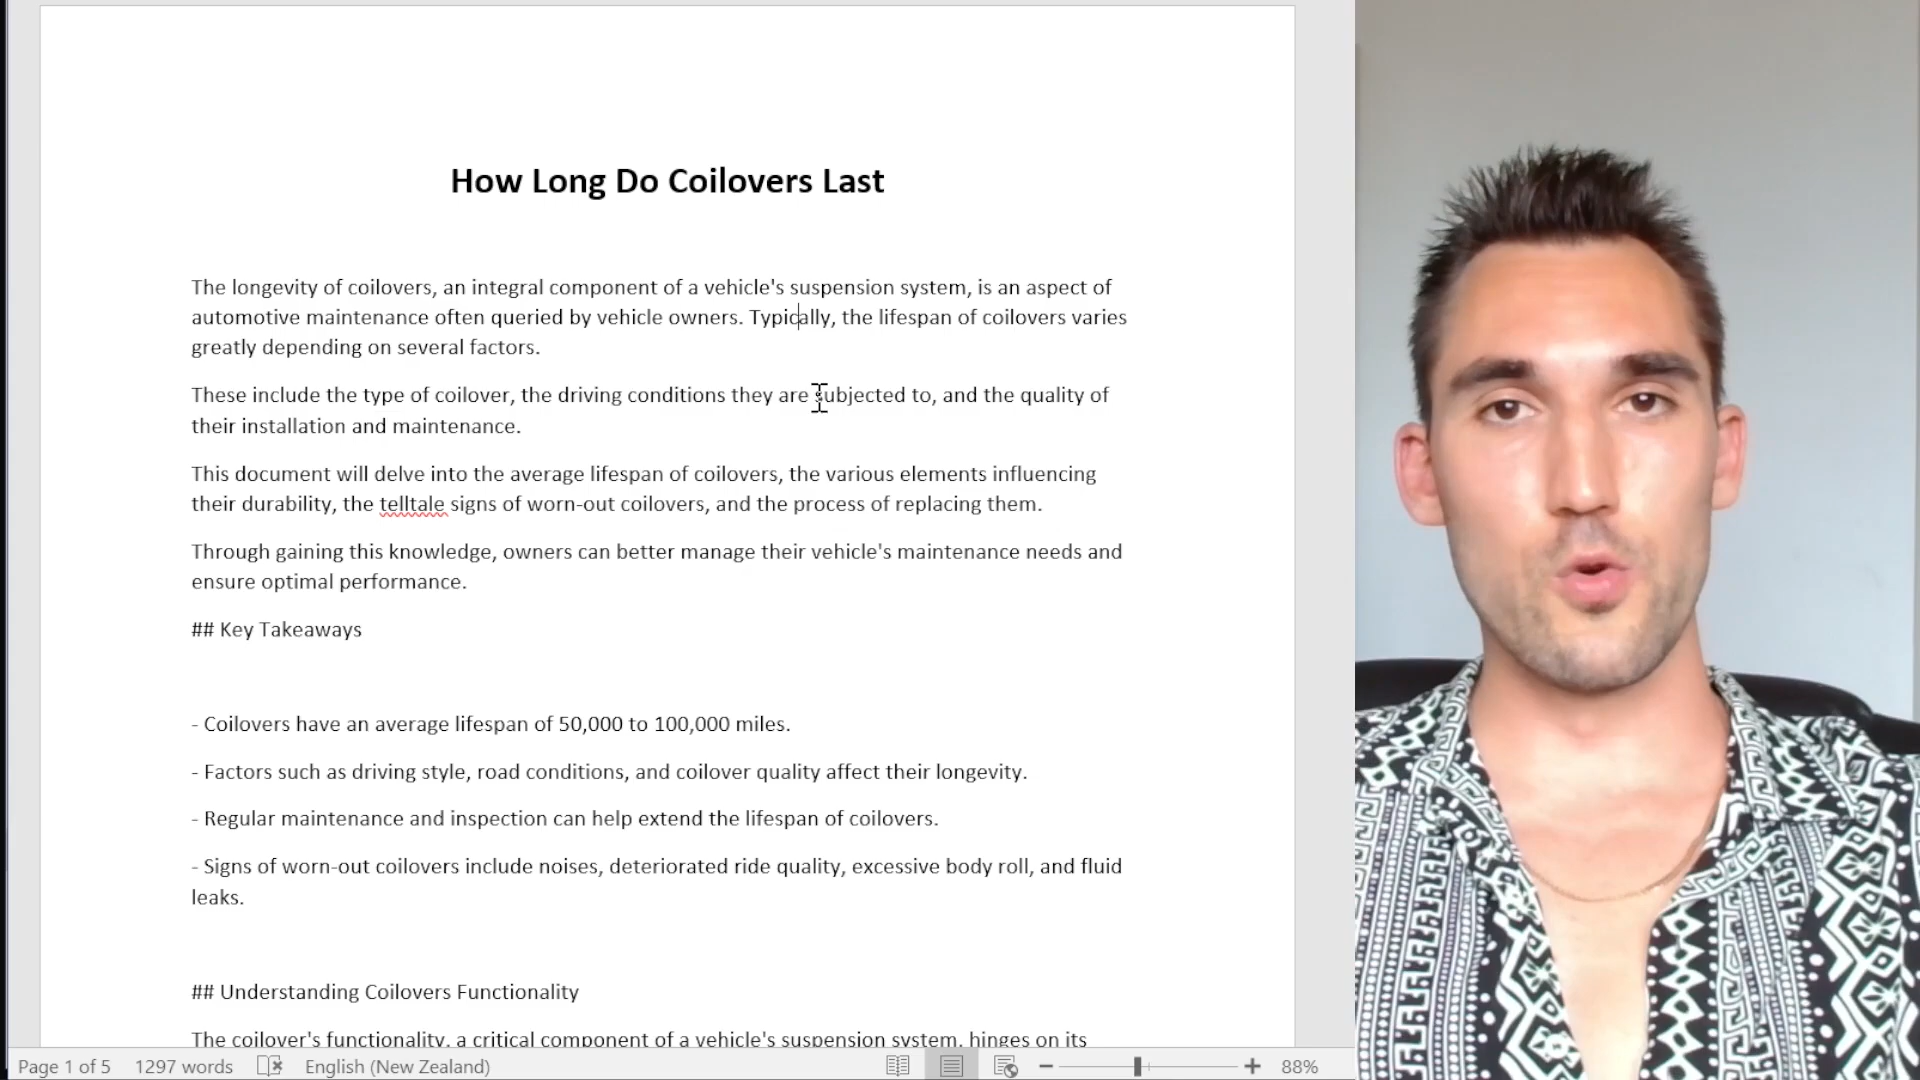 How Long Do Coilovers Last
The longevity of coilovers, an integral component of a vehicle's suspension system, is an aspect of
automotive maintenance often queried by vehicle owners. Typically, the lifespan of coilovers varies
greatly depending on several factors.
These include the type of coilover, the driving conditions they are subjected to, and the quality of
their installation and maintenance.
This document will delve into the average lifespan of coilovers, the various elements influencing
their durability, the telltale signs of worn-out coilovers, and the process of replacing them.
Through gaining this knowledge, owners can better manage their vehicle's maintenance needs and
ensure optimal performance.
## Key Takeaways
- Coilovers have an average lifespan of 50,000 to 100,000 miles.
- Factors such as driving style, road conditions, and coilover quality affect their longevity.
- Regular maintenance and inspection can help extend the lifespan of coilovers.
- Signs of worn-out coilovers include noises, deteriorated ride quality, excessive body roll, and fluid
leaks.
## Understanding Coilovers Functionality
The coilover's functionality, a critical component of a vehicle's suspension system, hinges on its
Page 1 of 5 1297 words English (New Zealand) 88%